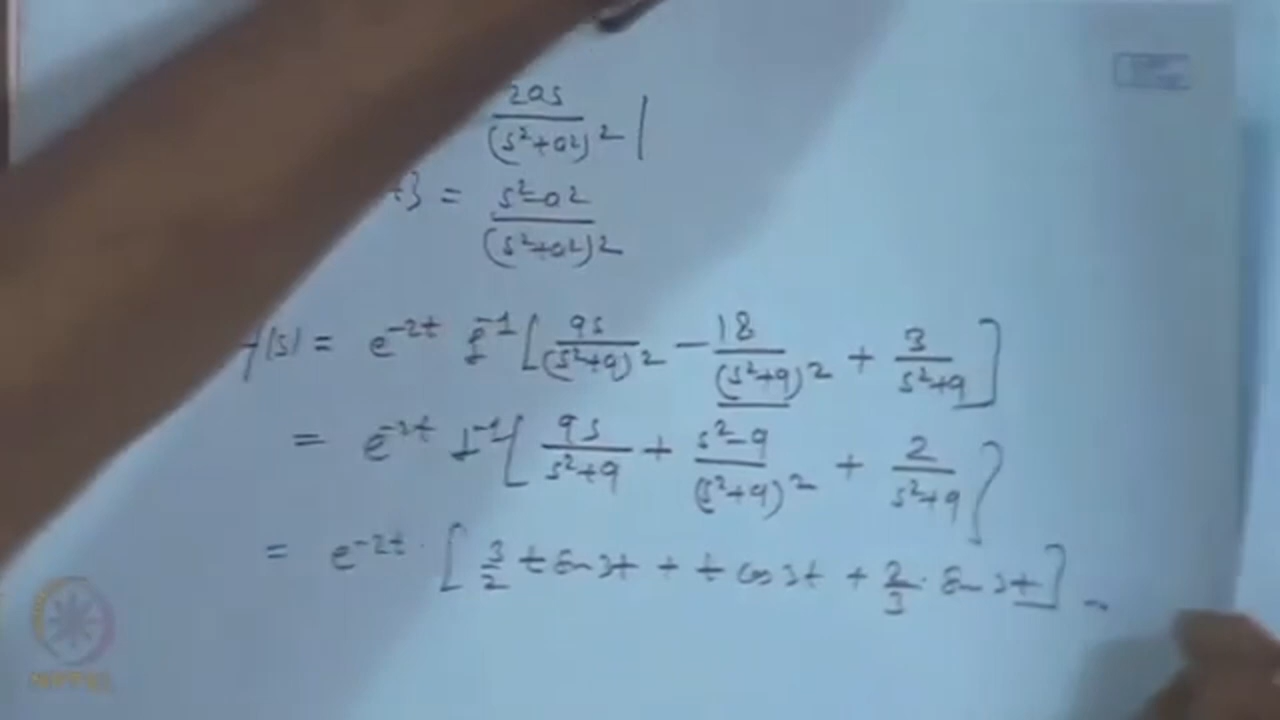 2as/(s²+a²)² |
t} = (s²-a²)/(s²+a²)²
f(s) = e^{-2t} L^{-1} [ 9s/(s²+9)² - 18/(s²+9)² + 3/(s²+9) ]
= e^{-2t} L^{-1} [ 9s/(s²+9) + (s²-9)/(s²+9)² + 2/(s²+9) ]
= e^{-2t} · [ 3/2 t sin 3t + t cos 3t + 2/3 · sin 3t ]
NPTEL